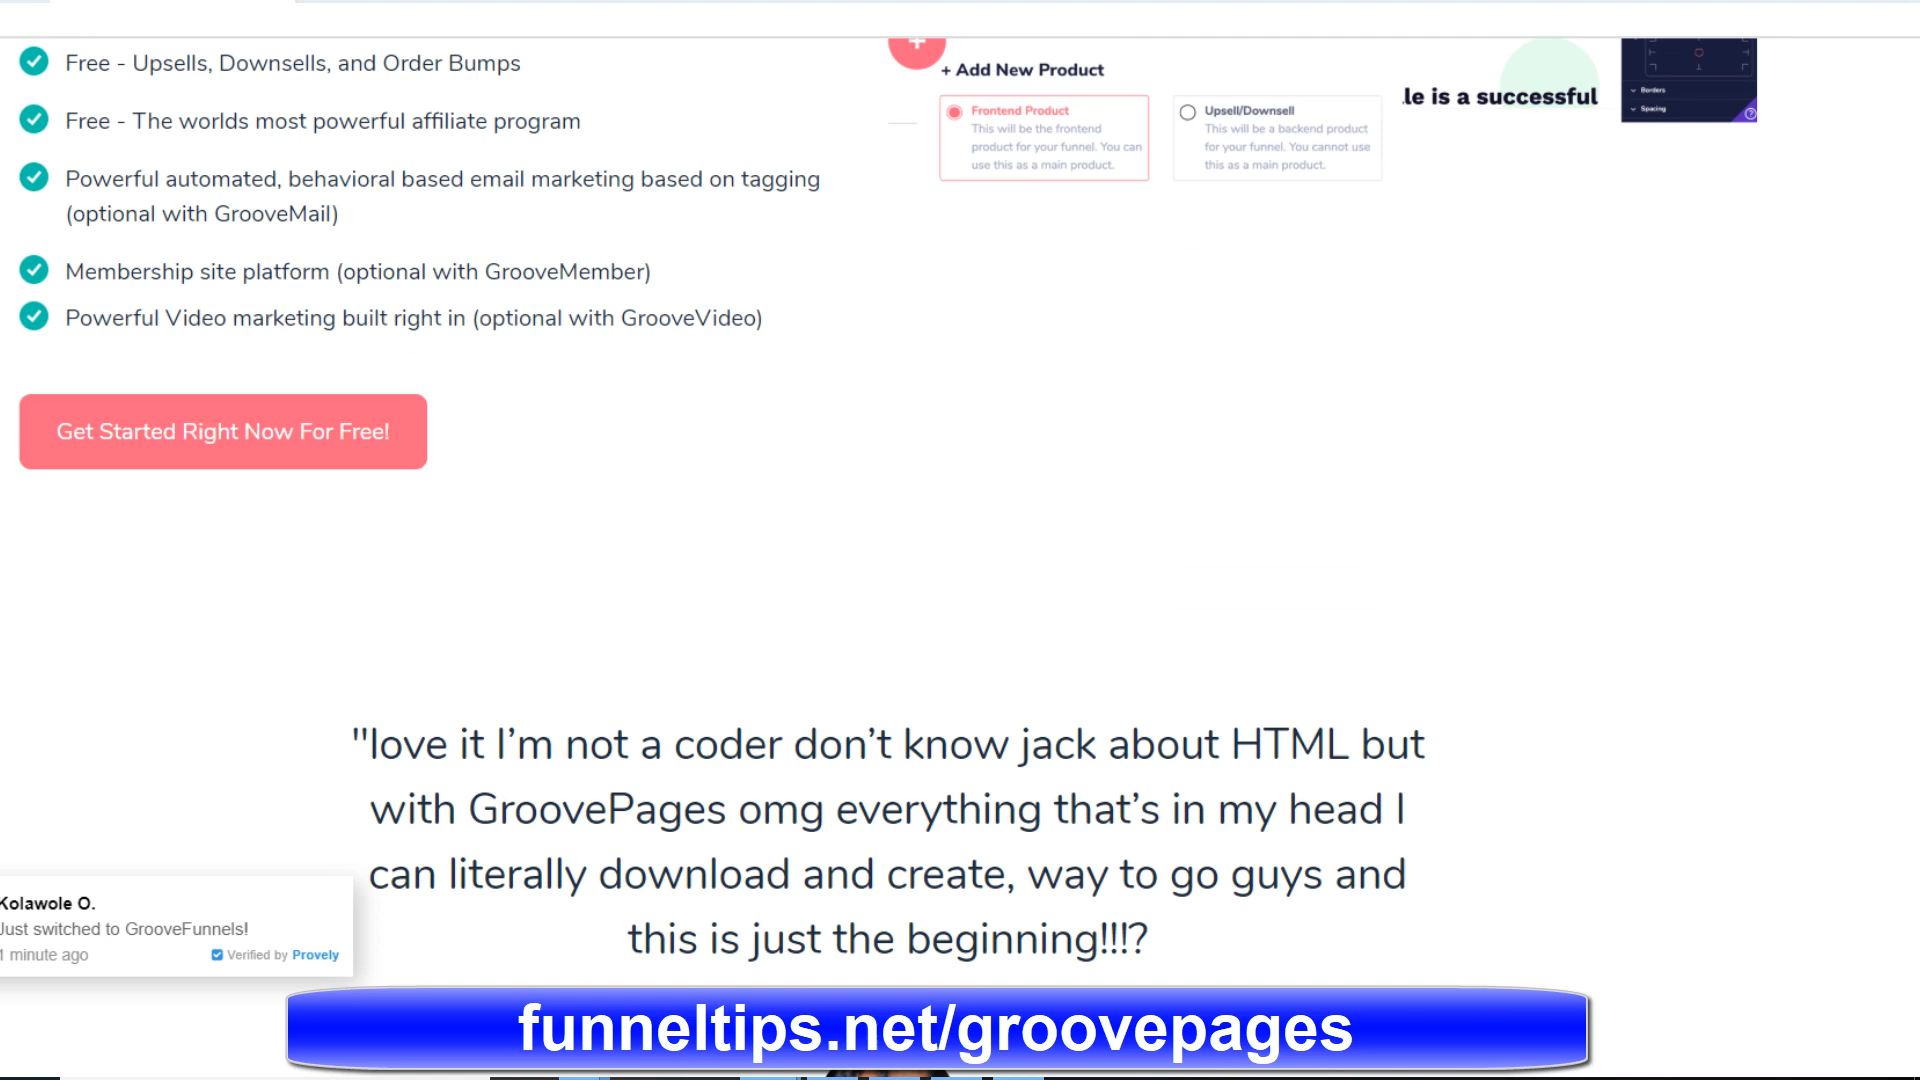 Free - Upsells, Downsells, and Order Bumps
Free - The worlds most powerful affiliate program
Powerful automated, behavioral based email marketing based on tagging
(optional with GrooveMail)
Membership site platform (optional with GrooveMember)
Powerful Video marketing built right in (optional with GrooveVideo)
Get Started Right Now For Free!
+ Add New Product
Frontend Product
This will be the frontend
product for your funnel. You can
use this as a main product.
Upsell/Downsell
This will be a backend product
for your funnel. You cannot use
this as a main product.
le is a successful
Borders
Spacing
"love it I’m not a coder don’t know jack about HTML but
with GroovePages omg everything that’s in my head I
can literally download and create, way to go guys and
this is just the beginning!!!?
Kolawole O.
Just switched to GrooveFunnels!
1 minute ago
Verified by Provely
funneltips.net/groovepages